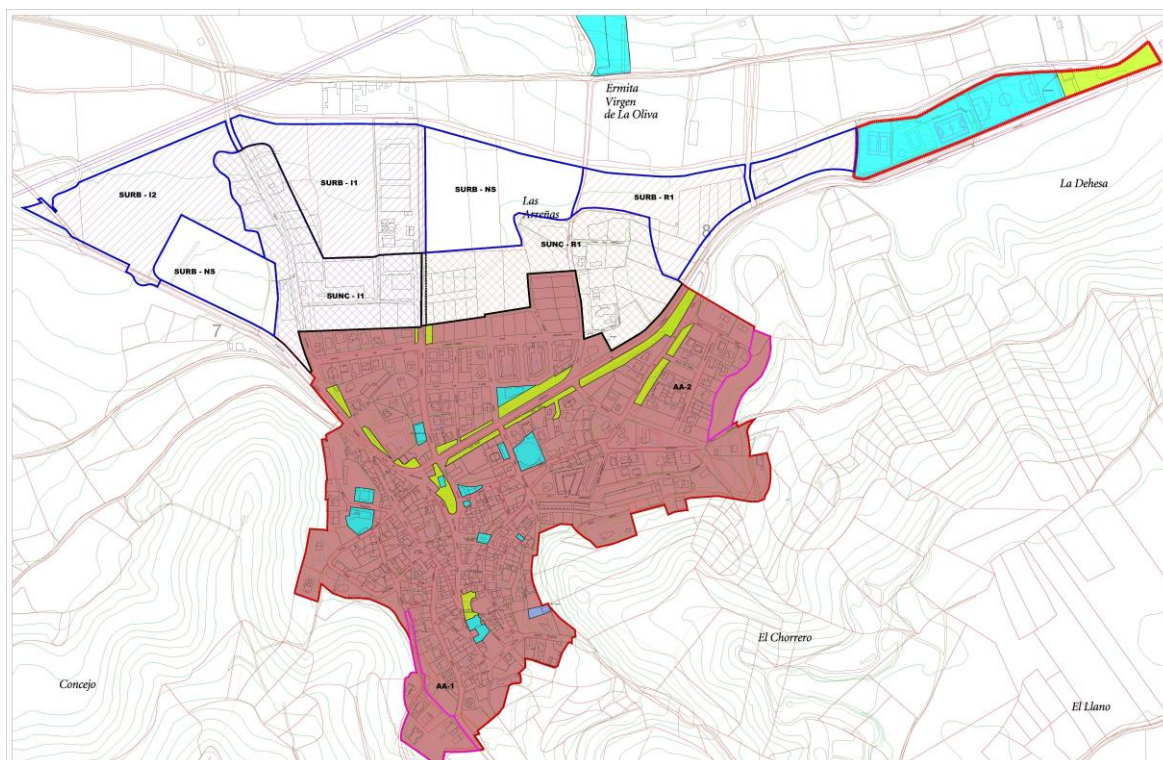 Ermita
Virgen
de La Oliva
La Dehesa
SURB - I2
SURB - I1
SURB - NS
SURB - R1
Las
Arreñas
8
SUNC - R1
SURB - NS
SUNC - I1
7
AA-2
El Chorrero
Concejo
AA-1
El Llano